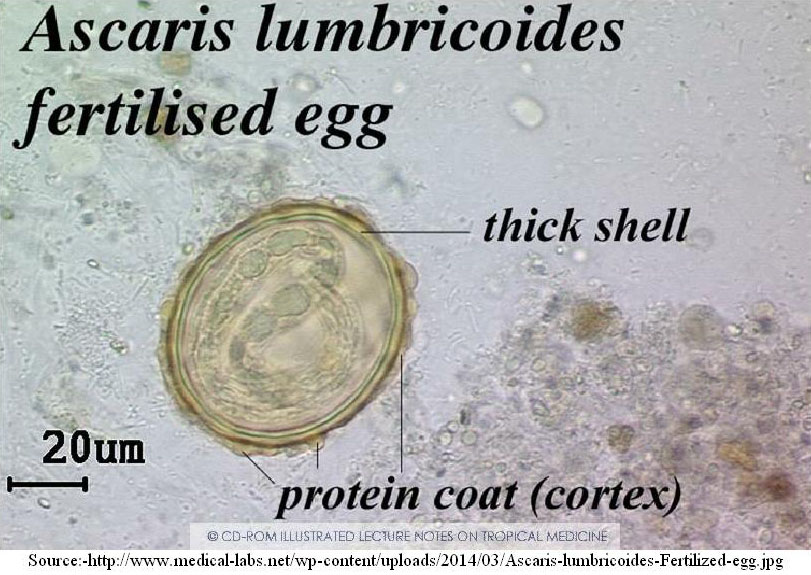 Ascaris lumbricoides
fertilised egg
thick shell
20um
protein coat (cortex)
© CD-ROM ILLUSTRATED LECTURE NOTES ON TROPICAL MEDICINE
Source:-http://www.medical-labs.net/wp-content/uploads/2014/03/Ascaris-lumbricoides-Fertilized-egg.jpg